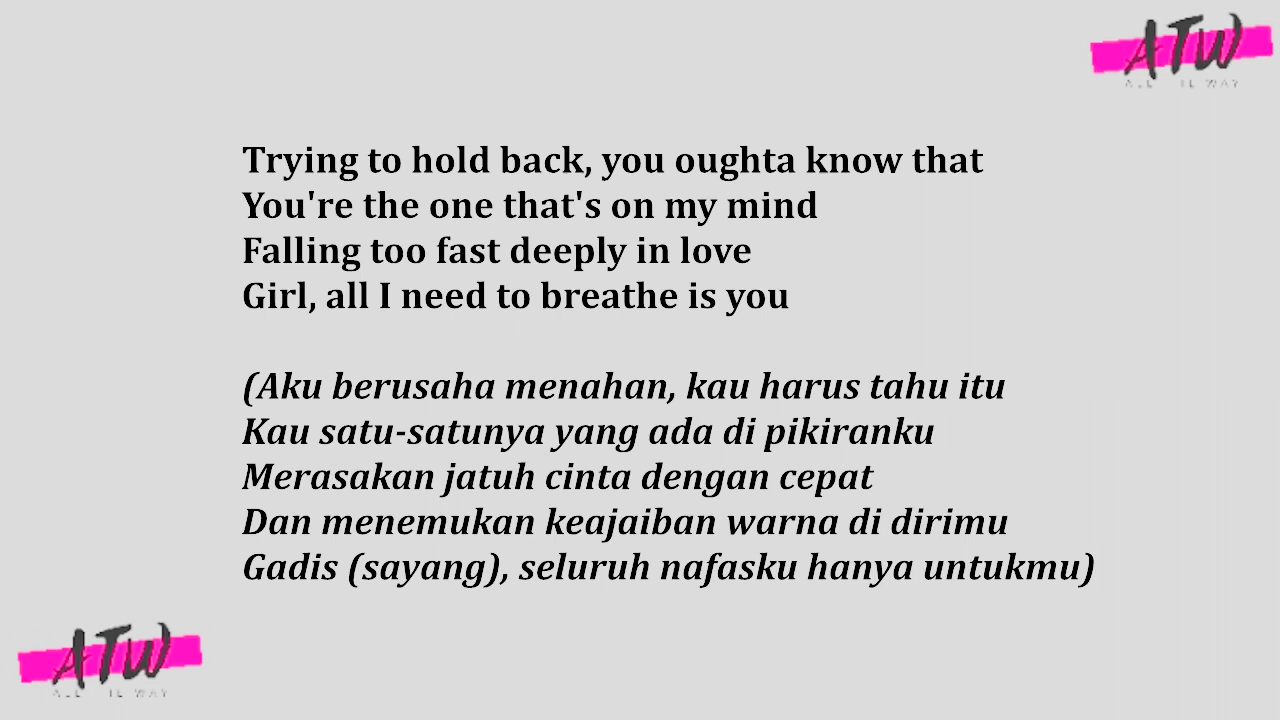 ATW
Trying to hold back, you oughta know that
You're the one that's on my mind
Falling too fast deeply in love
Girl, all I need to breathe is you
(Aku berusaha menahan, kau harus tahu itu
Kau satu-satunya yang ada di pikiranku
Merasakan jatuh cinta dengan cepat
Dan menemukan keajaiban warna di dirimu
Gadis (sayang), seluruh nafasku hanya untukmu)
ATW